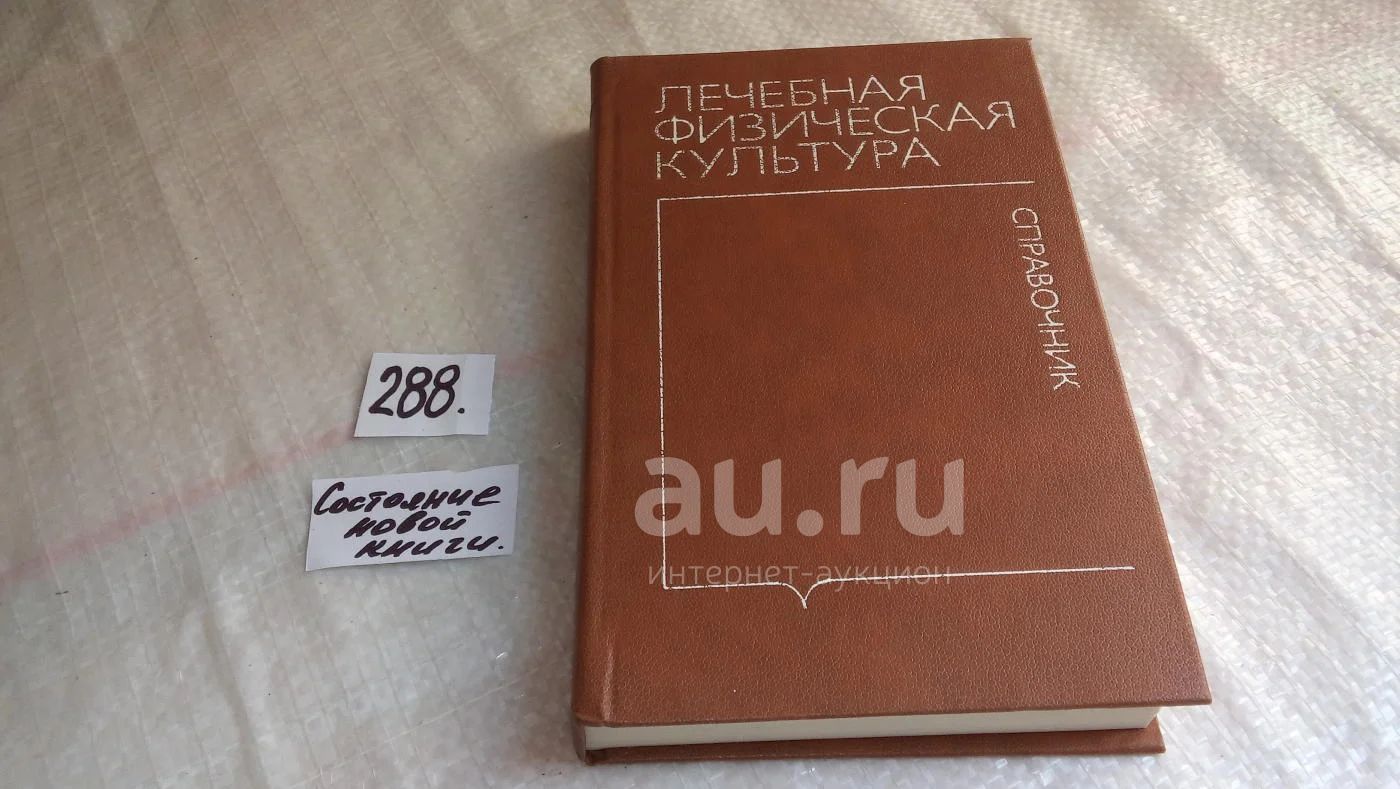 ЛЕЧЕБНАЯ
ФИЗИЧЕСКАЯ
КУЛЬТУРА
СПРАВОЧНИК
288.
Состояние
новой
книги.
au.ru
интернет-аукцион